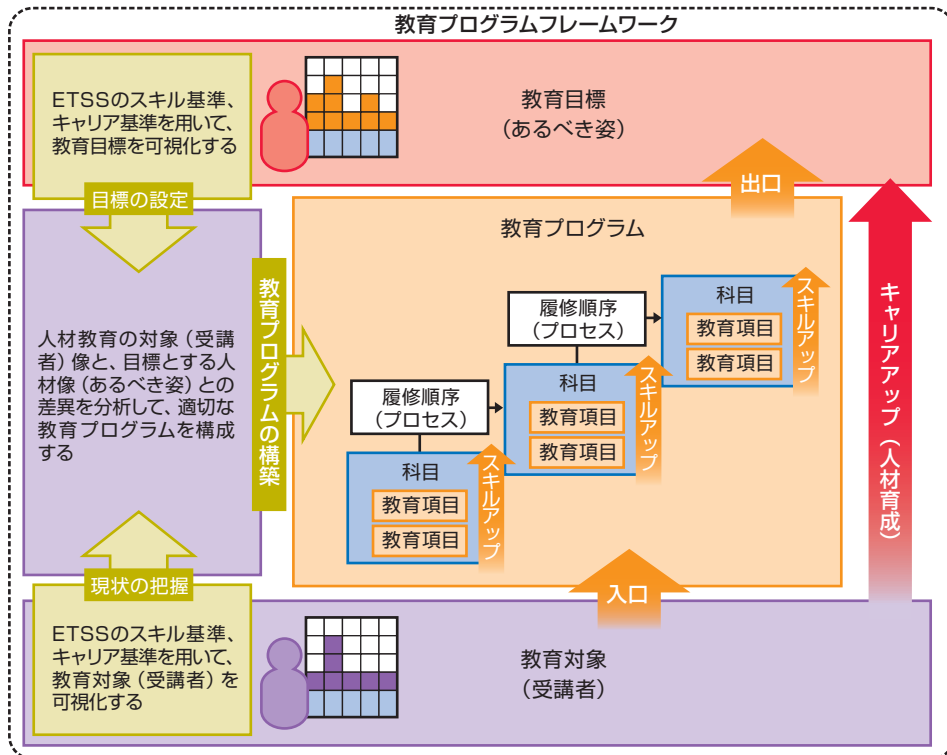 教育プログラムフレームワーク
ETSSのスキル基準、
キャリア基準を用いて、
教育目標を可視化する
教育目標
(あるべき姿)
目標の設定
出口
人材教育の対象(受講
者)像と、目標とする人
材像(あるべき姿)との
差異を分析して、適切な
教育プログラムを構成
する
教育プログラムの構築
教育プログラム
科目
教育項目
教育項目
スキルアップ
履修順序
(プロセス)
科目
教育項目
教育項目
スキルアップ
履修順序
(プロセス)
科目
教育項目
教育項目
スキルアップ
キャリアアップ(人材育成)
現状の把握
入口
ETSSのスキル基準、
キャリア基準を用いて、
教育対象(受講者)を
可視化する
教育対象
(受講者)